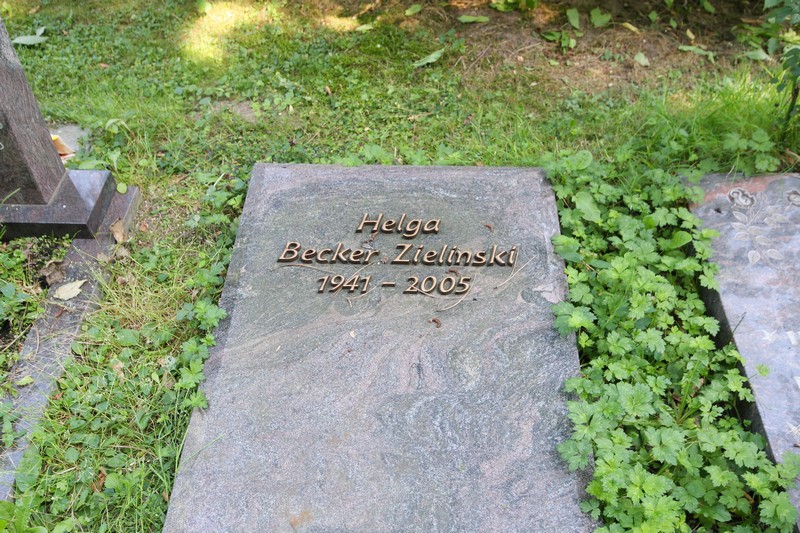 Helga
Becker-Zielinski
1941 – 2005